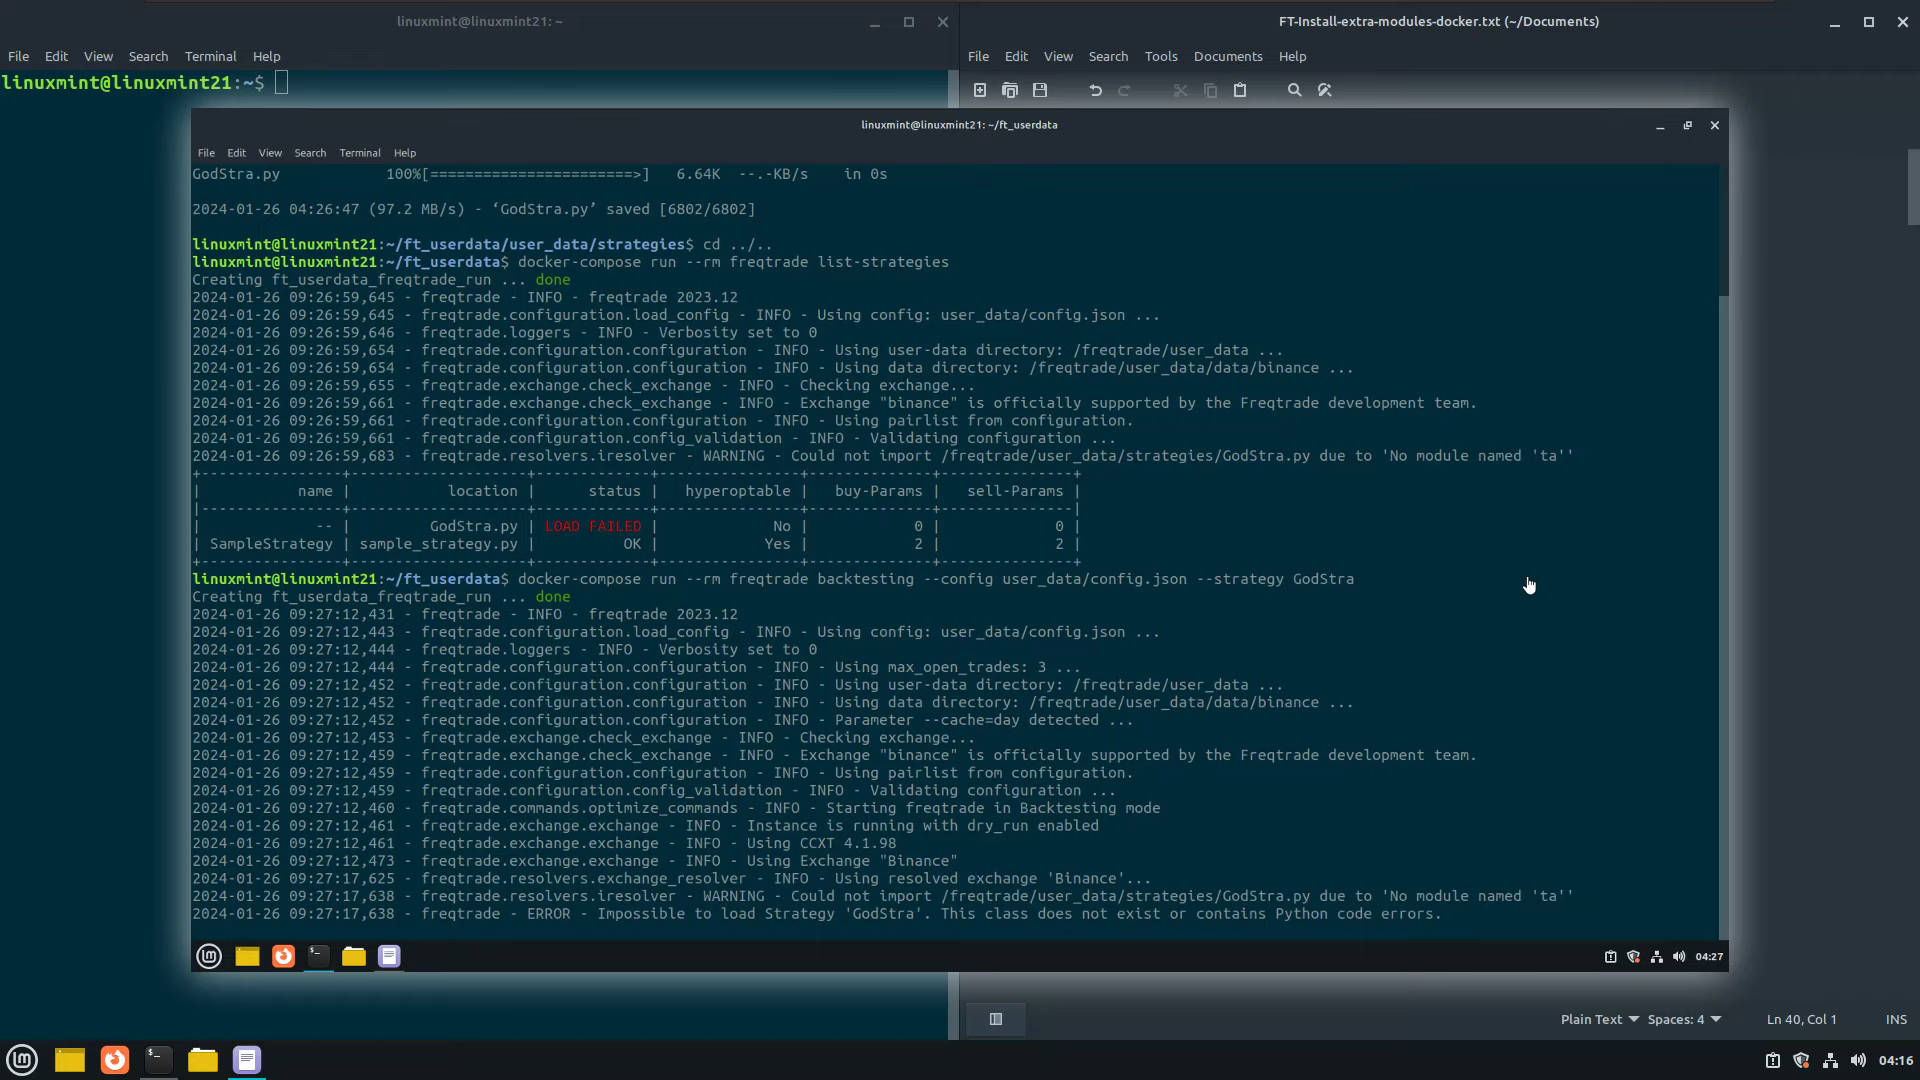 linuxmint@linuxmint21: ~
FT-Install-extra-modules-docker.txt (~/Documents)
File Edit View Search Terminal Help
File Edit View Search Tools Documents Help
linuxmint@linuxmint21:~$
linuxmint@linuxmint21: ~/ft_userdata
File Edit View Search Terminal Help
GodStra.py 100%[=======================>] 6.64K --.-KB/s in 0s
2024-01-26 04:26:47 (97.2 MB/s) - ‘GodStra.py’ saved [6802/6802]
linuxmint@linuxmint21:~/ft_userdata/user_data/strategies$ cd ../..
linuxmint@linuxmint21:~/ft_userdata$ docker-compose run --rm freqtrade list-strategies
Creating ft_userdata_freqtrade_run ... done
2024-01-26 09:26:59,645 - freqtrade - INFO - freqtrade 2023.12
2024-01-26 09:26:59,645 - freqtrade.configuration.load_config - INFO - Using config: user_data/config.json ...
2024-01-26 09:26:59,646 - freqtrade.loggers - INFO - Verbosity set to 0
2024-01-26 09:26:59,654 - freqtrade.configuration.configuration - INFO - Using user-data directory: /freqtrade/user_data ...
2024-01-26 09:26:59,654 - freqtrade.configuration.configuration - INFO - Using data directory: /freqtrade/user_data/data/binance ...
2024-01-26 09:26:59,655 - freqtrade.exchange.check_exchange - INFO - Checking exchange...
2024-01-26 09:26:59,661 - freqtrade.exchange.check_exchange - INFO - Exchange "binance" is officially supported by the Freqtrade development team.
2024-01-26 09:26:59,661 - freqtrade.configuration.configuration - INFO - Using pairlist from configuration.
2024-01-26 09:26:59,661 - freqtrade.configuration.config_validation - INFO - Validating configuration ...
2024-01-26 09:26:59,683 - freqtrade.resolvers.iresolver - WARNING - Could not import /freqtrade/user_data/strategies/GodStra.py due to 'No module named 'ta''
+----------------+--------------------+-------------+----------------+--------------+---------------+
| name | location | status | hyperoptable | buy-Params | sell-Params |
|----------------+--------------------+-------------+----------------+--------------+---------------|
| -- | GodStra.py | LOAD FAILED | No | 0 | 0 |
| SampleStrategy | sample_strategy.py | OK | Yes | 2 | 2 |
+----------------+--------------------+-------------+----------------+--------------+---------------+
linuxmint@linuxmint21:~/ft_userdata$ docker-compose run --rm freqtrade backtesting --config user_data/config.json --strategy GodStra
Creating ft_userdata_freqtrade_run ... done
2024-01-26 09:27:12,431 - freqtrade - INFO - freqtrade 2023.12
2024-01-26 09:27:12,443 - freqtrade.configuration.load_config - INFO - Using config: user_data/config.json ...
2024-01-26 09:27:12,444 - freqtrade.loggers - INFO - Verbosity set to 0
2024-01-26 09:27:12,444 - freqtrade.configuration.configuration - INFO - Using max_open_trades: 3 ...
2024-01-26 09:27:12,452 - freqtrade.configuration.configuration - INFO - Using user-data directory: /freqtrade/user_data ...
2024-01-26 09:27:12,452 - freqtrade.configuration.configuration - INFO - Using data directory: /freqtrade/user_data/data/binance ...
2024-01-26 09:27:12,452 - freqtrade.configuration.configuration - INFO - Parameter --cache=day detected ...
2024-01-26 09:27:12,453 - freqtrade.exchange.check_exchange - INFO - Checking exchange...
2024-01-26 09:27:12,459 - freqtrade.exchange.check_exchange - INFO - Exchange "binance" is officially supported by the Freqtrade development team.
2024-01-26 09:27:12,459 - freqtrade.configuration.configuration - INFO - Using pairlist from configuration.
2024-01-26 09:27:12,459 - freqtrade.configuration.config_validation - INFO - Validating configuration ...
2024-01-26 09:27:12,460 - freqtrade.commands.optimize_commands - INFO - Starting freqtrade in Backtesting mode
2024-01-26 09:27:12,461 - freqtrade.exchange.exchange - INFO - Instance is running with dry_run enabled
2024-01-26 09:27:12,461 - freqtrade.exchange.exchange - INFO - Using CCXT 4.1.98
2024-01-26 09:27:12,473 - freqtrade.exchange.exchange - INFO - Using Exchange "Binance"
2024-01-26 09:27:17,625 - freqtrade.resolvers.exchange_resolver - INFO - Using resolved exchange 'Binance'...
2024-01-26 09:27:17,638 - freqtrade.resolvers.iresolver - WARNING - Could not import /freqtrade/user_data/strategies/GodStra.py due to 'No module named 'ta''
2024-01-26 09:27:17,638 - freqtrade - ERROR - Impossible to load Strategy 'GodStra'. This class does not exist or contains Python code errors.
04:27
Plain Text Spaces: 4 Ln 40, Col 1 INS
04:16